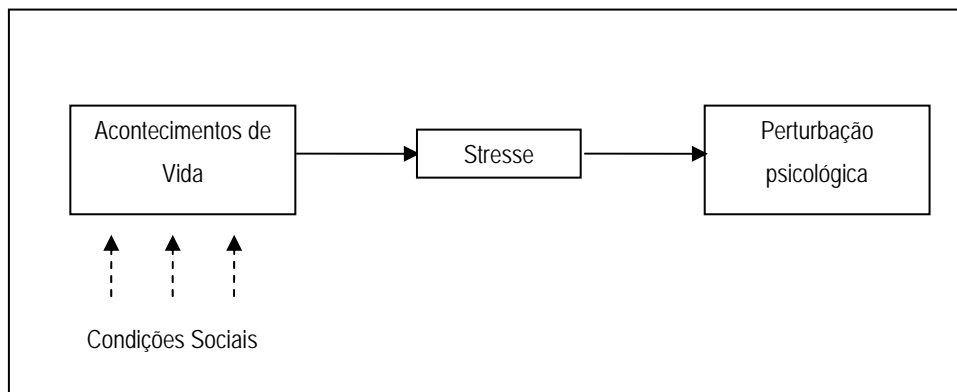 Acontecimentos de
Vida
Stresse
Perturbação
psicológica
Condições Sociais